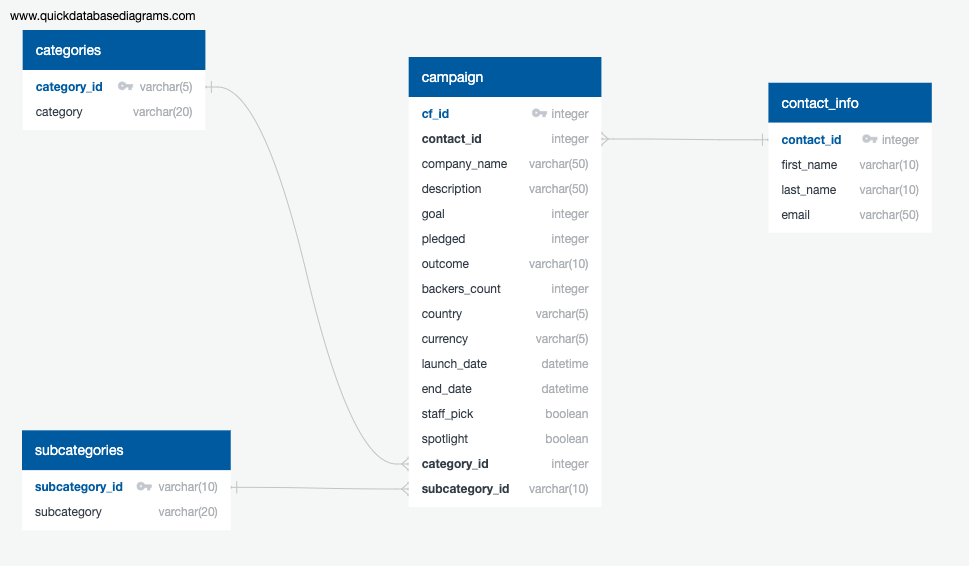 www.quickdatabasediagrams.com
categories
category_id varchar(5)
category varchar(20)
campaign
cf_id integer
contact_id integer
company_name varchar(50)
description varchar(50)
goal integer
pledged integer
outcome varchar(10)
backers_count integer
country varchar(5)
currency varchar(5)
launch_date datetime
end_date datetime
staff_pick boolean
spotlight boolean
category_id integer
subcategory_id varchar(10)
contact_info
contact_id integer
first_name varchar(10)
last_name varchar(10)
email varchar(50)
subcategories
subcategory_id varchar(10)
subcategory varchar(20)